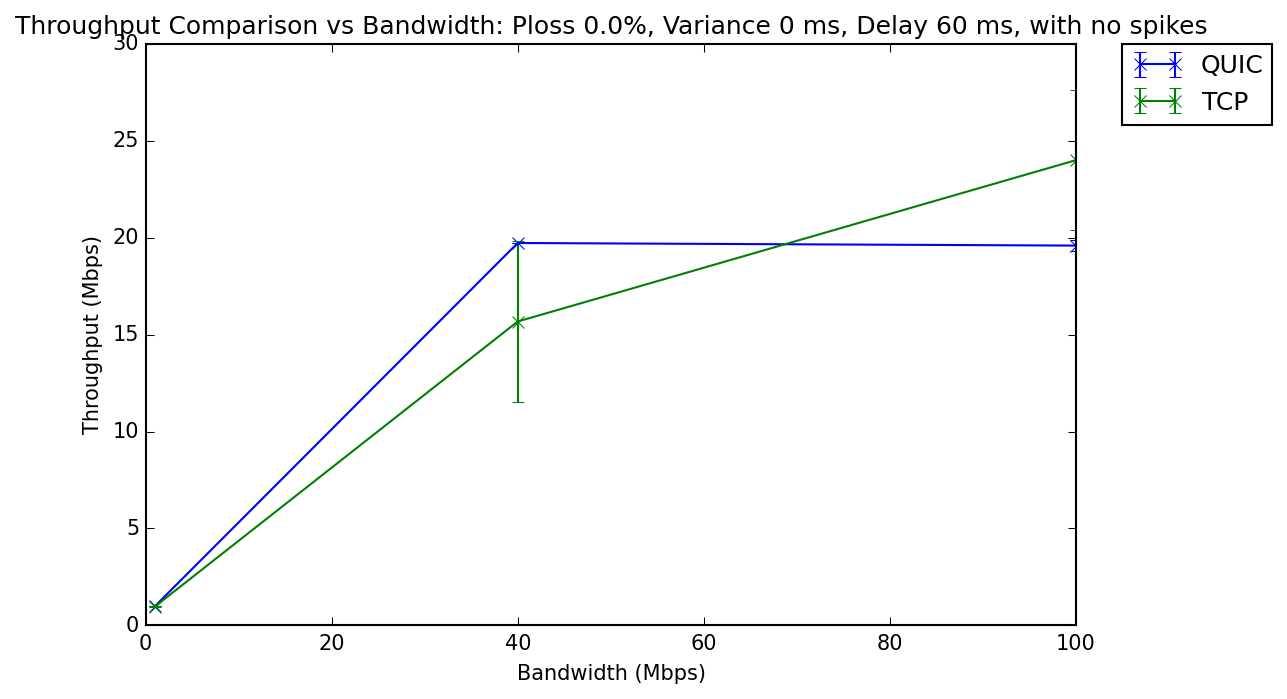 Throughput Comparison vs Bandwidth: Ploss 0.0%, Variance 0 ms, Delay 60 ms, with no spikes
QUIC
TCP
Throughput (Mbps)
30
25
20
15
10
5
0
0 20 40 60 80 100
Bandwidth (Mbps)